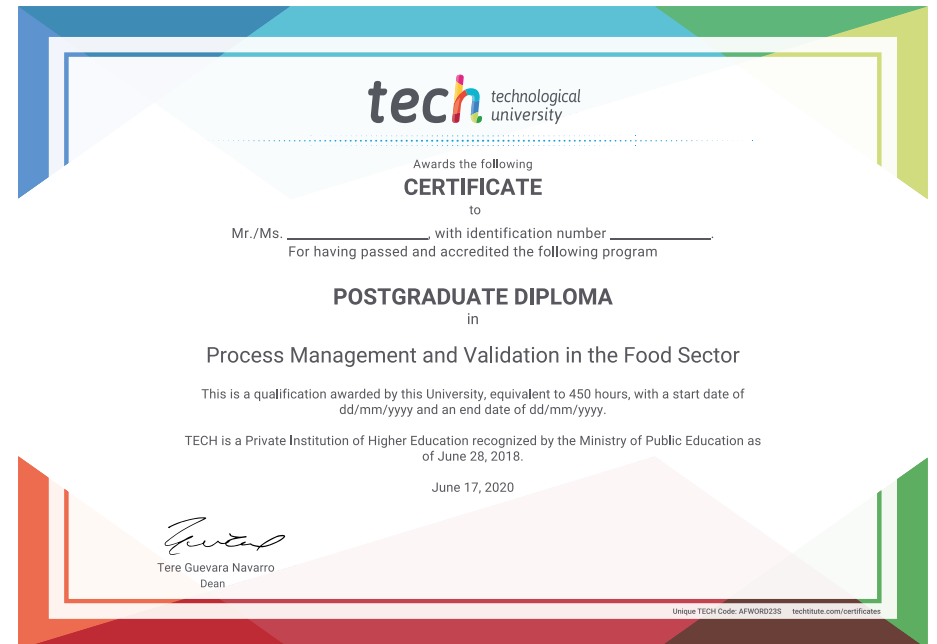 tech technological
university
Awards the following
CERTIFICATE
to
Mr./Ms. ____________________, with identification number ______________.
For having passed and accredited the following program
POSTGRADUATE DIPLOMA
in
Process Management and Validation in the Food Sector
This is a qualification awarded by this University, equivalent to 450 hours, with a start date of
dd/mm/yyyy and an end date of dd/mm/yyyy.
TECH is a Private Institution of Higher Education recognized by the Ministry of Public Education as
of June 28, 2018.
June 17, 2020
Tere Guevara Navarro
Dean
Unique TECH Code: AFWORD23S techtitute.com/certificates